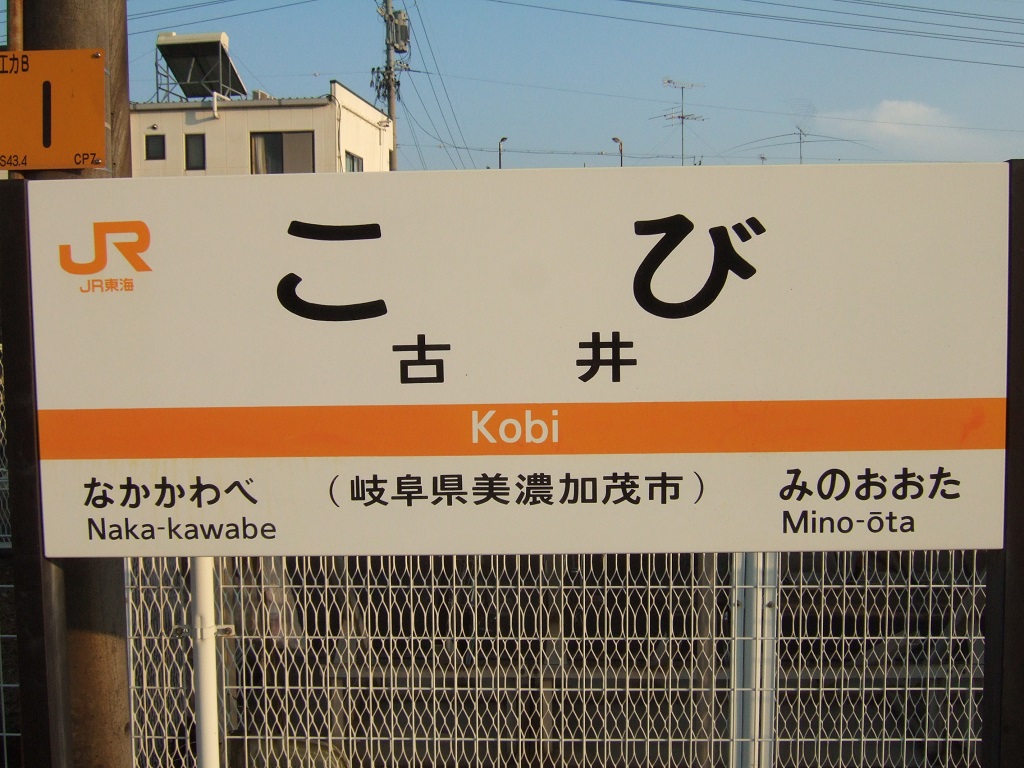 エカB
1
S43.4 CP7
JR
JR東海
こび
古井
Kobi
なかかわべ
Naka-kawabe
（岐阜県美濃加茂市）
みのおおた
Mino-ōta